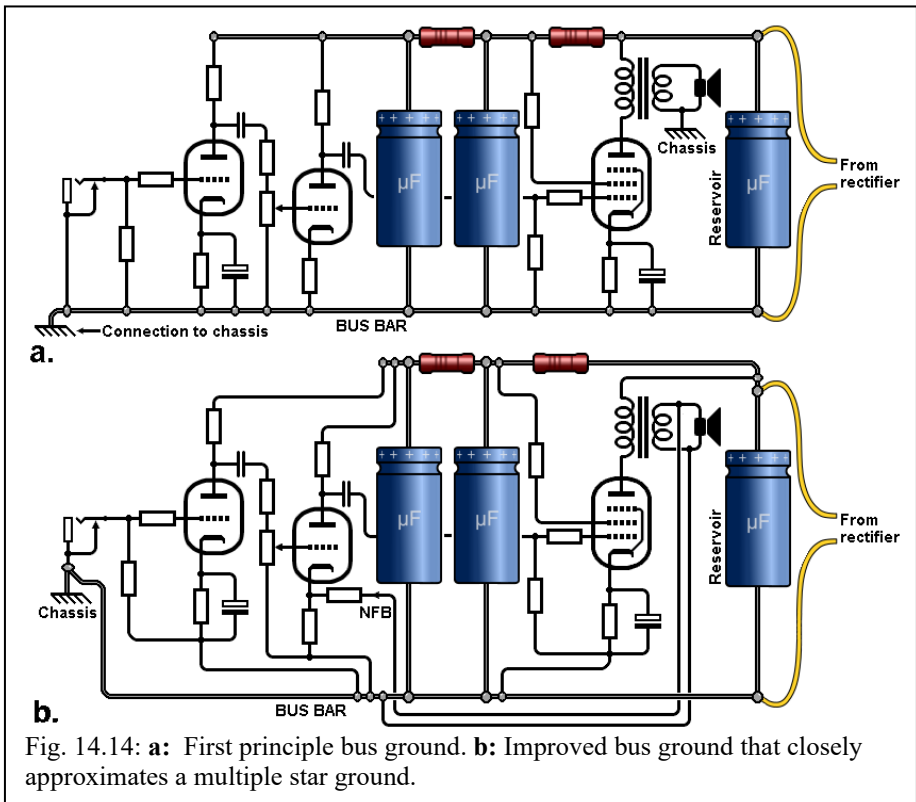 + + + +
+ + + +
+ + + +
µF
µF
µF
Reservoir
Chassis
From
rectifier
Connection to chassis
BUS BAR
a.
+ + + +
+ + + +
+ + + +
µF
µF
µF
Reservoir
From
rectifier
Chassis
NFB
BUS BAR
b.
Fig. 14.14: a: First principle bus ground. b: Improved bus ground that closely
approximates a multiple star ground.